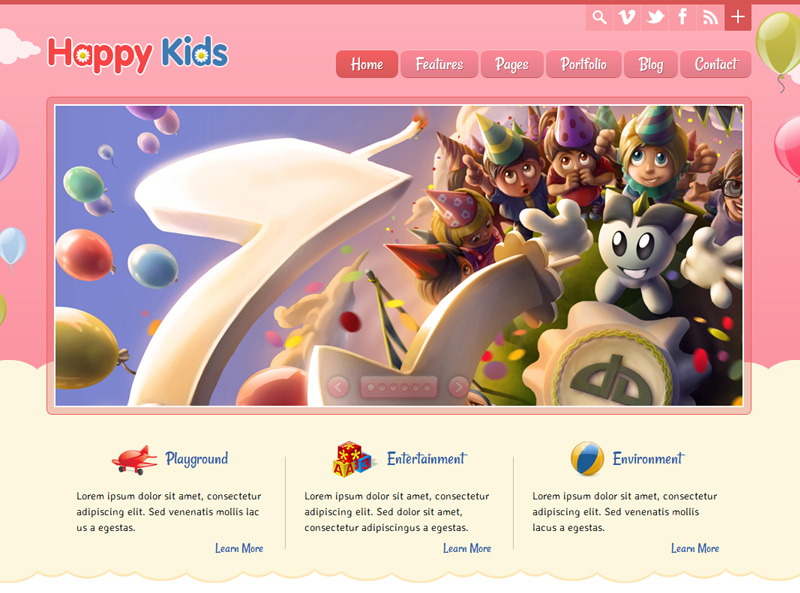 Happy Kids
Home
Features
Pages
Portfolio
Blog
Contact
Playground
Lorem ipsum dolor sit amet, consectetur
adipiscing elit. Sed venenatis mollis lac
us a egestas.
Learn More
Entertainment
Lorem ipsum dolor sit amet, consectetur
adipiscing elit. Sed dolor sit amet,
consectetur adipiscingus a egestas.
Learn More
Environment
Lorem ipsum dolor sit amet, consectetur
adipiscing elit. Sed venenatis mollis
lacus a egestas.
Learn More